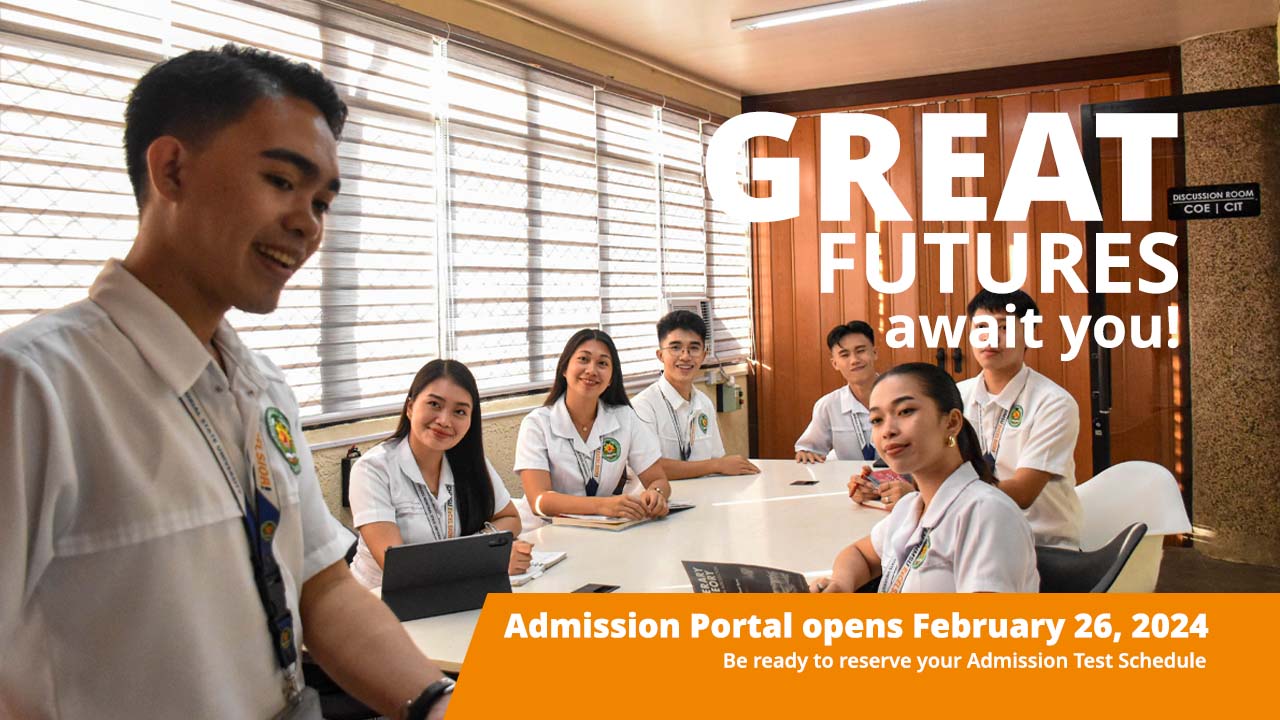 GREAT
FUTURES
await you!
DISCUSSION ROOM
COE | CIT
Admission Portal opens February 26, 2024
Be ready to reserve your Admission Test Schedule